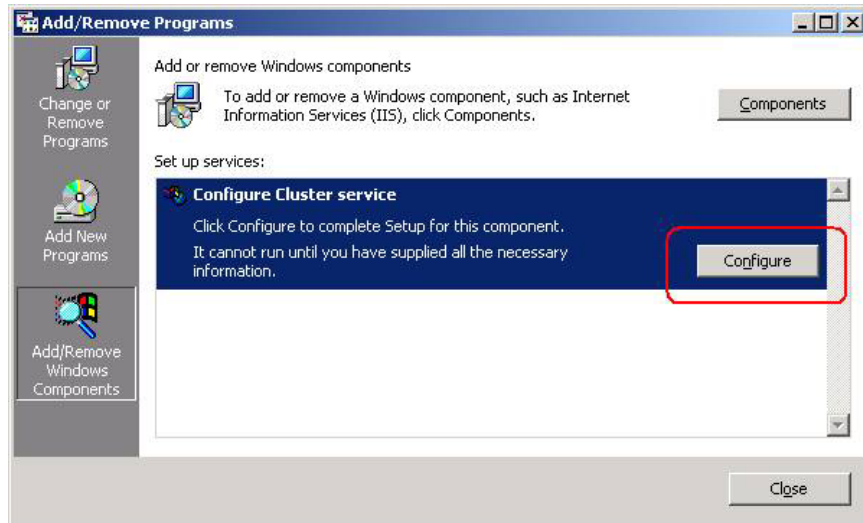 Add/Remove Programs
Change or
Remove
Programs
Add New
Programs
Add/Remove
Windows
Components
Add or remove Windows components
To add or remove a Windows component, such as Internet
Information Services (IIS), click Components.
Components
Set up services:
Configure Cluster service
Click Configure to complete Setup for this component.
It cannot run until you have supplied all the necessary
information.
Configure
Close